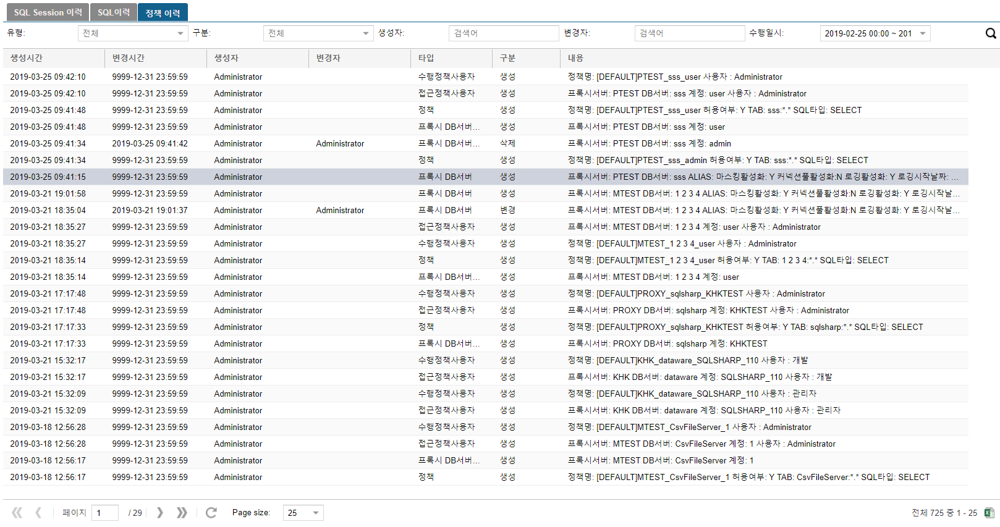 SQL Session 이력 SQL이력 정책 이력
유형: 전체 구분: 전체 생성자: 검색어 변경자: 검색어 수행일시: 2019-02-25 00:00 ~ 201
생성시간 변경시간 생성자 변경자 타입 구분 내용
2019-03-25 09:42:10 9999-12-31 23:59:59 Administrator 수행정책사용자 생성 정책명: [DEFAULT]PTEST_sss_user 사용자 : Administrator
2019-03-25 09:42:10 9999-12-31 23:59:59 Administrator 접근정책사용자 생성 프록시서버: PTEST DB서버: sss 계정: user 사용자 : Administrator
2019-03-25 09:41:48 9999-12-31 23:59:59 Administrator 정책 생성 정책명: [DEFAULT]PTEST_sss_user 허용여부: Y TAB: sss:*.* SQL타입: SELECT
2019-03-25 09:41:48 9999-12-31 23:59:59 Administrator 프록시 DB서버... 생성 프록시서버: PTEST DB서버: sss 계정: user
2019-03-25 09:41:34 2019-03-25 09:41:42 Administrator Administrator 프록시 DB서버... 삭제 프록시서버: PTEST DB서버: sss 계정: admin
2019-03-25 09:41:34 9999-12-31 23:59:59 Administrator 정책 생성 정책명: [DEFAULT]PTEST_sss_admin 허용여부: Y TAB: sss:*.* SQL타입: SELECT
2019-03-25 09:41:15 9999-12-31 23:59:59 Administrator 프록시 DB서버 생성 프록시서버: PTEST DB서버: sss ALIAS: 마스킹활성화: Y 커넥션풀활성화:N 로깅활성화: Y 로깅시작날짜: ...
2019-03-21 19:01:58 9999-12-31 23:59:59 Administrator 프록시 DB서버 생성 프록시서버: MTEST DB서버: 1 2 3 4 ALIAS: 마스킹활성화: Y 커넥션풀활성화:N 로깅활성화: Y 로깅시작날...
2019-03-21 18:35:04 2019-03-21 19:01:37 Administrator Administrator 프록시 DB서버 변경 프록시서버: MTEST DB서버: 1 2 3 4 ALIAS: 마스킹활성화: Y 커넥션풀활성화:N 로깅활성화: Y 로깅시작날...
2019-03-21 18:35:27 9999-12-31 23:59:59 Administrator 접근정책사용자 생성 프록시서버: MTEST DB서버: 1 2 3 4 계정: user 사용자 : Administrator
2019-03-21 18:35:27 9999-12-31 23:59:59 Administrator 수행정책사용자 생성 정책명: [DEFAULT]MTEST_1 2 3 4_user 사용자 : Administrator
2019-03-21 18:35:14 9999-12-31 23:59:59 Administrator 정책 생성 정책명: [DEFAULT]MTEST_1 2 3 4_user 허용여부: Y TAB: 1 2 3 4:*.* SQL타입: SELECT
2019-03-21 18:35:14 9999-12-31 23:59:59 Administrator 프록시 DB서버... 생성 프록시서버: MTEST DB서버: 1 2 3 4 계정: user
2019-03-21 17:17:48 9999-12-31 23:59:59 Administrator 수행정책사용자 생성 정책명: [DEFAULT]PROXY_sqlsharp_KHKTEST 사용자 : Administrator
2019-03-21 17:17:48 9999-12-31 23:59:59 Administrator 접근정책사용자 생성 프록시서버: PROXY DB서버: sqlsharp 계정: KHKTEST 사용자 : Administrator
2019-03-21 17:17:33 9999-12-31 23:59:59 Administrator 정책 생성 정책명: [DEFAULT]PROXY_sqlsharp_KHKTEST 허용여부: Y TAB: sqlsharp:*.* SQL타입: SELECT
2019-03-21 17:17:33 9999-12-31 23:59:59 Administrator 프록시 DB서버... 생성 프록시서버: PROXY DB서버: sqlsharp 계정: KHKTEST
2019-03-21 15:32:17 9999-12-31 23:59:59 Administrator 수행정책사용자 생성 정책명: [DEFAULT]KHK_dataware_SQLSHARP_110 사용자 : 개발
2019-03-21 15:32:17 9999-12-31 23:59:59 Administrator 접근정책사용자 생성 프록시서버: KHK DB서버: dataware 계정: SQLSHARP_110 사용자 : 개발
2019-03-21 15:32:09 9999-12-31 23:59:59 Administrator 수행정책사용자 생성 정책명: [DEFAULT]KHK_dataware_SQLSHARP_110 사용자 : 관리자
2019-03-21 15:32:09 9999-12-31 23:59:59 Administrator 접근정책사용자 생성 프록시서버: KHK DB서버: dataware 계정: SQLSHARP_110 사용자 : 관리자
2019-03-18 12:56:28 9999-12-31 23:59:59 Administrator 수행정책사용자 생성 정책명: [DEFAULT]MTEST_CsvFileServer_1 사용자 : Administrator
2019-03-18 12:56:28 9999-12-31 23:59:59 Administrator 접근정책사용자 생성 프록시서버: MTEST DB서버: CsvFileServer 계정: 1 사용자 : Administrator
2019-03-18 12:56:17 9999-12-31 23:59:59 Administrator 프록시 DB서버... 생성 프록시서버: MTEST DB서버: CsvFileServer 계정: 1
2019-03-18 12:56:17 9999-12-31 23:59:59 Administrator 정책 생성 정책명: [DEFAULT]MTEST_CsvFileServer_1 허용여부: Y TAB: CsvFileServer:*.* SQL타입: SELECT
페이지 1 / 29 Page size: 25 전체 725 중 1 - 25